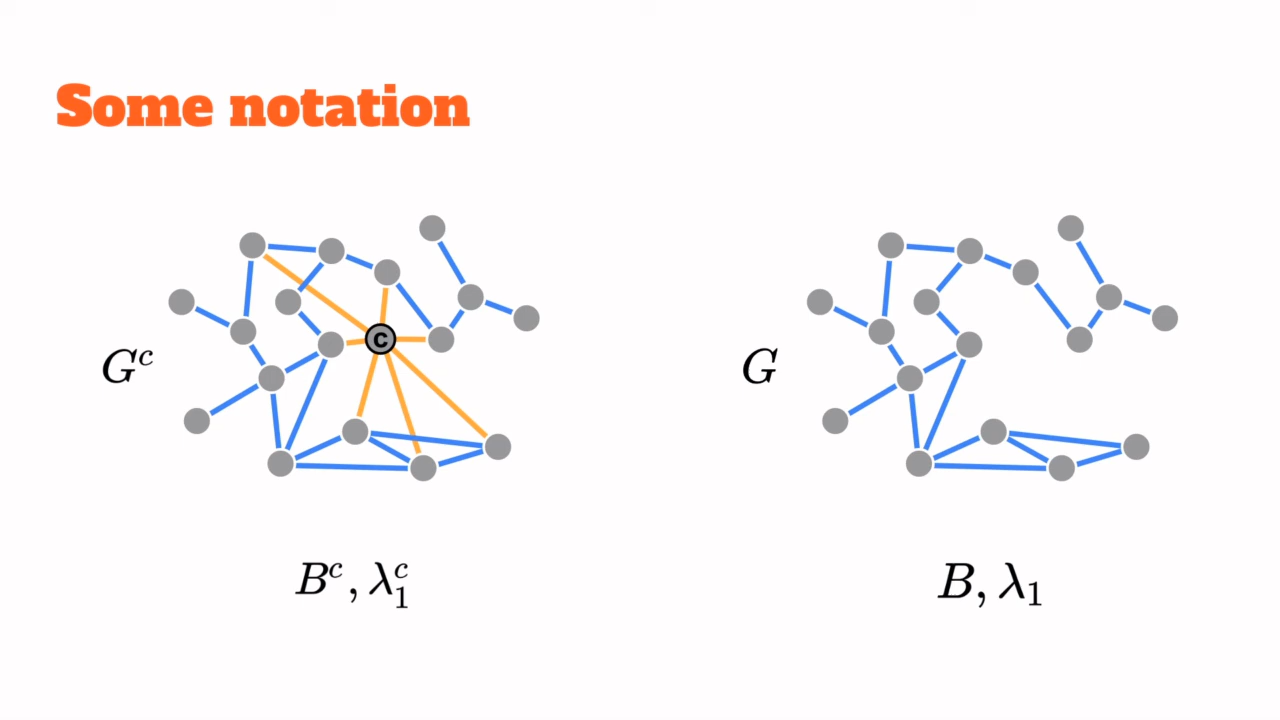 Some notation
c
G^c
G
B^c, λ_1^c
B, λ_1